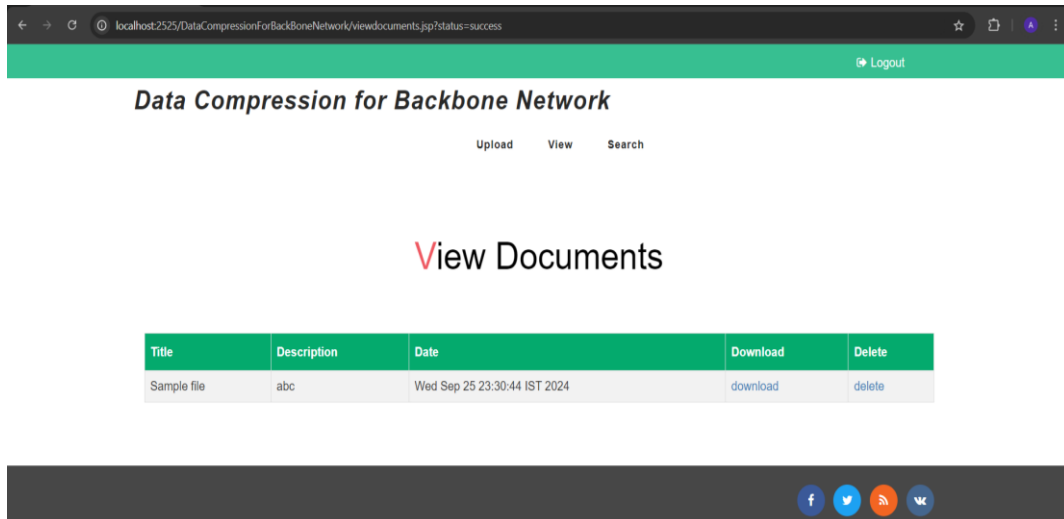 localhost:2525/DataCompressionForBackBoneNetwork/viewdocuments.jsp?status=success
A
Logout
Data Compression for Backbone Network
Upload View Search
View Documents
Title Description Date Download Delete
Sample file abc Wed Sep 25 23:30:44 IST 2024 download delete